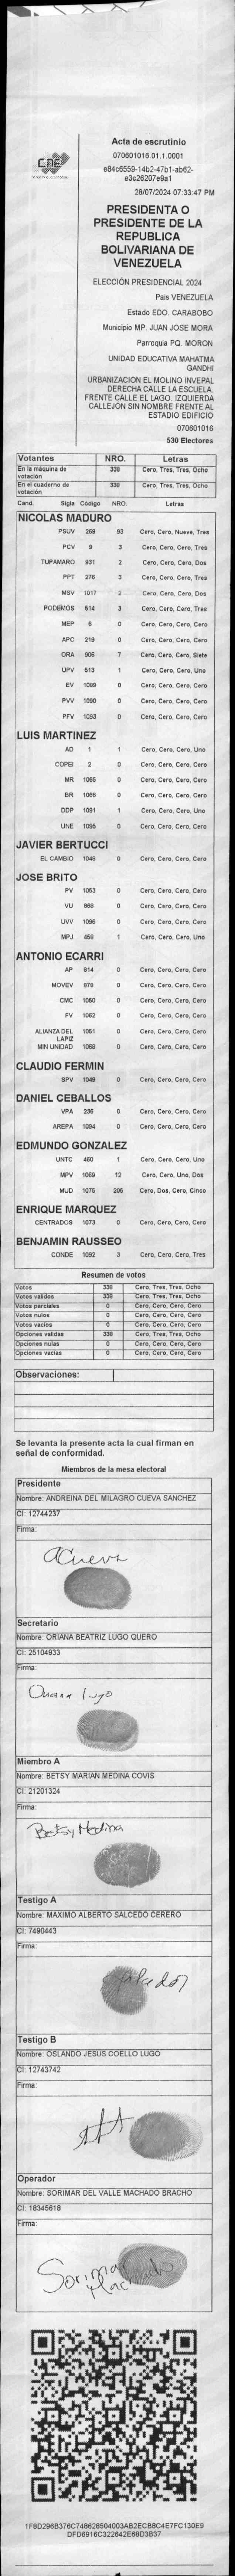 CNE
Acta de escrutinio
070601016.01.1.0001
e84c6559-14b2-47b1-ab62-
e3c26207e9a1
28/07/2024 07:33:47 PM
PRESIDENTA O
PRESIDENTE DE LA
REPUBLICA
BOLIVARIANA DE
VENEZUELA
ELECCIÓN PRESIDENCIAL 2024
Pais VENEZUELA
Estado EDO. CARABOBO
Municipio MP. JUAN JOSE MORA
Parroquia PQ. MORON
UNIDAD EDUCATIVA MAHATMA
GANDHI
URBANIZACION EL MOLINO INVEPAL
DERECHA CALLE LA ESCUELA.
FRENTE CALLE EL LAGO. IZQUIERDA
CALLEJÓN SIN NOMBRE FRENTE AL
ESTADIO EDIFICIO
070601016
530 Electores
Votantes NRO. Letras
En la máquina de votación 338 Cero, Tres, Tres, Ocho
En el cuaderno de votación 338 Cero, Tres, Tres, Ocho
Cand. Sigla Código NRO. Letras
NICOLAS MADURO
PSUV 269 93 Cero, Cero, Nueve, Tres
PCV 9 3 Cero, Cero, Cero, Tres
TUPAMARO 931 2 Cero, Cero, Cero, Dos
PPT 276 3 Cero, Cero, Cero, Tres
MSV 1017 2 Cero, Cero, Cero, Dos
PODEMOS 514 3 Cero, Cero, Cero, Tres
MEP 6 0 Cero, Cero, Cero, Cero
APC 219 0 Cero, Cero, Cero, Cero
ORA 906 7 Cero, Cero, Cero, Siete
UPV 613 1 Cero, Cero, Cero, Uno
EV 1089 0 Cero, Cero, Cero, Cero
PVV 1090 0 Cero, Cero, Cero, Cero
PFV 1093 0 Cero, Cero, Cero, Cero
LUIS MARTINEZ
AD 1 1 Cero, Cero, Cero, Uno
COPEI 2 0 Cero, Cero, Cero, Cero
MR 1065 0 Cero, Cero, Cero, Cero
BR 1066 0 Cero, Cero, Cero, Cero
DDP 1091 1 Cero, Cero, Cero, Uno
UNE 1095 0 Cero, Cero, Cero, Cero
JAVIER BERTUCCI
EL CAMBIO 1048 0 Cero, Cero, Cero, Cero
JOSE BRITO
PV 1053 0 Cero, Cero, Cero, Cero
VU 968 0 Cero, Cero, Cero, Cero
UVV 1096 0 Cero, Cero, Cero, Cero
MPJ 458 1 Cero, Cero, Cero, Uno
ANTONIO ECARRI
AP 814 0 Cero, Cero, Cero, Cero
MOVEV 979 0 Cero, Cero, Cero, Cero
CMC 1060 0 Cero, Cero, Cero, Cero
FV 1062 0 Cero, Cero, Cero, Cero
ALIANZA DEL LAPIZ 1051 0 Cero, Cero, Cero, Cero
MIN UNIDAD 1069 0 Cero, Cero, Cero, Cero
CLAUDIO FERMIN
SPV 1049 0 Cero, Cero, Cero, Cero
DANIEL CEBALLOS
VPA 236 0 Cero, Cero, Cero, Cero
AREPA 1094 0 Cero, Cero, Cero, Cero
EDMUNDO GONZALEZ
UNTC 460 1 Cero, Cero, Cero, Uno
MPV 1069 12 Cero, Cero, Uno, Dos
MUD 1075 205 Cero, Dos, Cero, Cinco
ENRIQUE MARQUEZ
CENTRADOS 1073 0 Cero, Cero, Cero, Cero
BENJAMIN RAUSSEO
CONDE 1092 3 Cero, Cero, Cero, Tres
Resumen de votos
Votos 338 Cero, Tres, Tres, Ocho
Votos validos 338 Cero, Tres, Tres, Ocho
Votos parciales 0 Cero, Cero, Cero, Cero
Votos nulos 0 Cero, Cero, Cero, Cero
Votos vacios 0 Cero, Cero, Cero, Cero
Opciones validas 338 Cero, Tres, Tres, Ocho
Opciones nulas 0 Cero, Cero, Cero, Cero
Opciones vacias 0 Cero, Cero, Cero, Cero
Observaciones:
Se levanta la presente acta la cual firman en
señal de conformidad.
Miembros de la mesa electoral
Presidente
Nombre: ANDREINA DEL MILAGRO CUEVA SANCHEZ
CI: 12744237
Firma:
ACueva
Secretario
Nombre: ORIANA BEATRIZ LUGO QUERO
CI: 25104933
Firma:
Oriana Lugo
Miembro A
Nombre: BETSY MARIAN MEDINA COVIS
CI: 21201324
Firma:
Betsy Medina
Testigo A
Nombre: MAXIMO ALBERTO SALCEDO CERERO
CI: 7490443
Firma:
Salcedo
Testigo B
Nombre: OSLANDO JESUS COELLO LUGO
CI: 12743742
Firma:
Operador
Nombre: SORIMAR DEL VALLE MACHADO BRACHO
CI: 18345618
Firma:
Sorimar
Machado
1F8D296B376C748626504003AB2ECB8C4E7FC130E9
DFD6916C322642E68D3B37